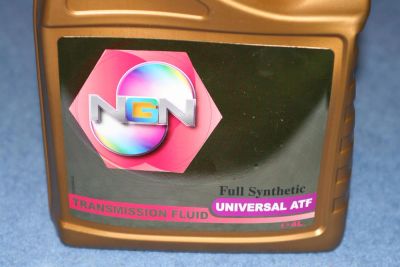 NGN
Full Synthetic
TRANSMISSION FLUID UNIVERSAL ATF